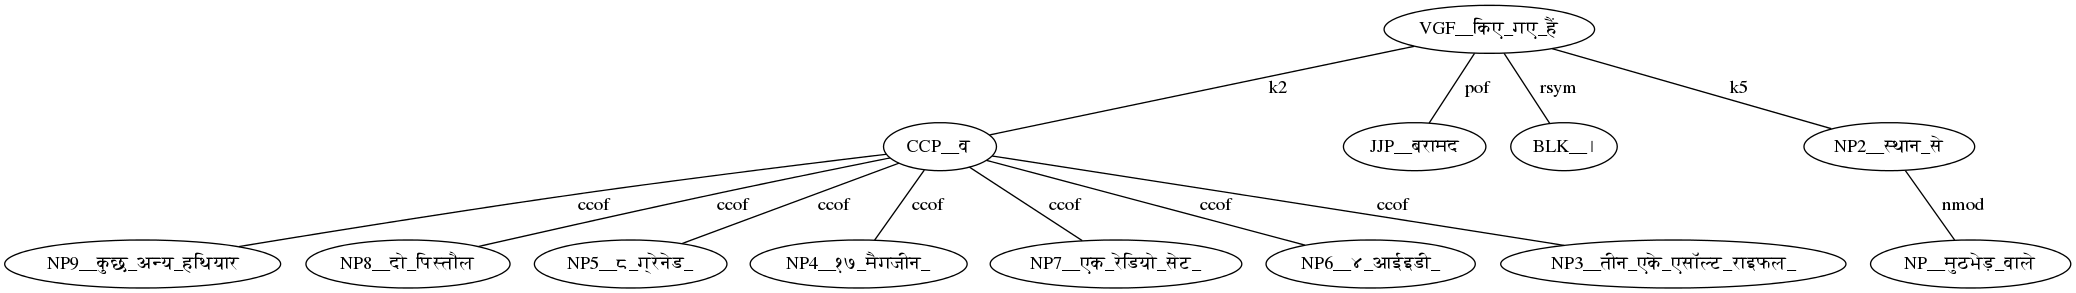 VGF__किए_गए_हैं
k2
pof
rsym
k5
CCP__व
JJP__बरामद
BLK__।
NP2__स्थान_से
ccof
ccof
ccof
ccof
ccof
ccof
ccof
nmod
NP9__कुछ_अन्य_हथियार
NP8__दो_पिस्तौल
NP5__८_ग्रेनेड_
NP4__१७_मैगजीन_
NP7__एक_रेडियो_सेट_
NP6__४_आईइडी_
NP3__तीन_एके_एसॉल्ट_राइफल_
NP__मुठभेड़_वाले